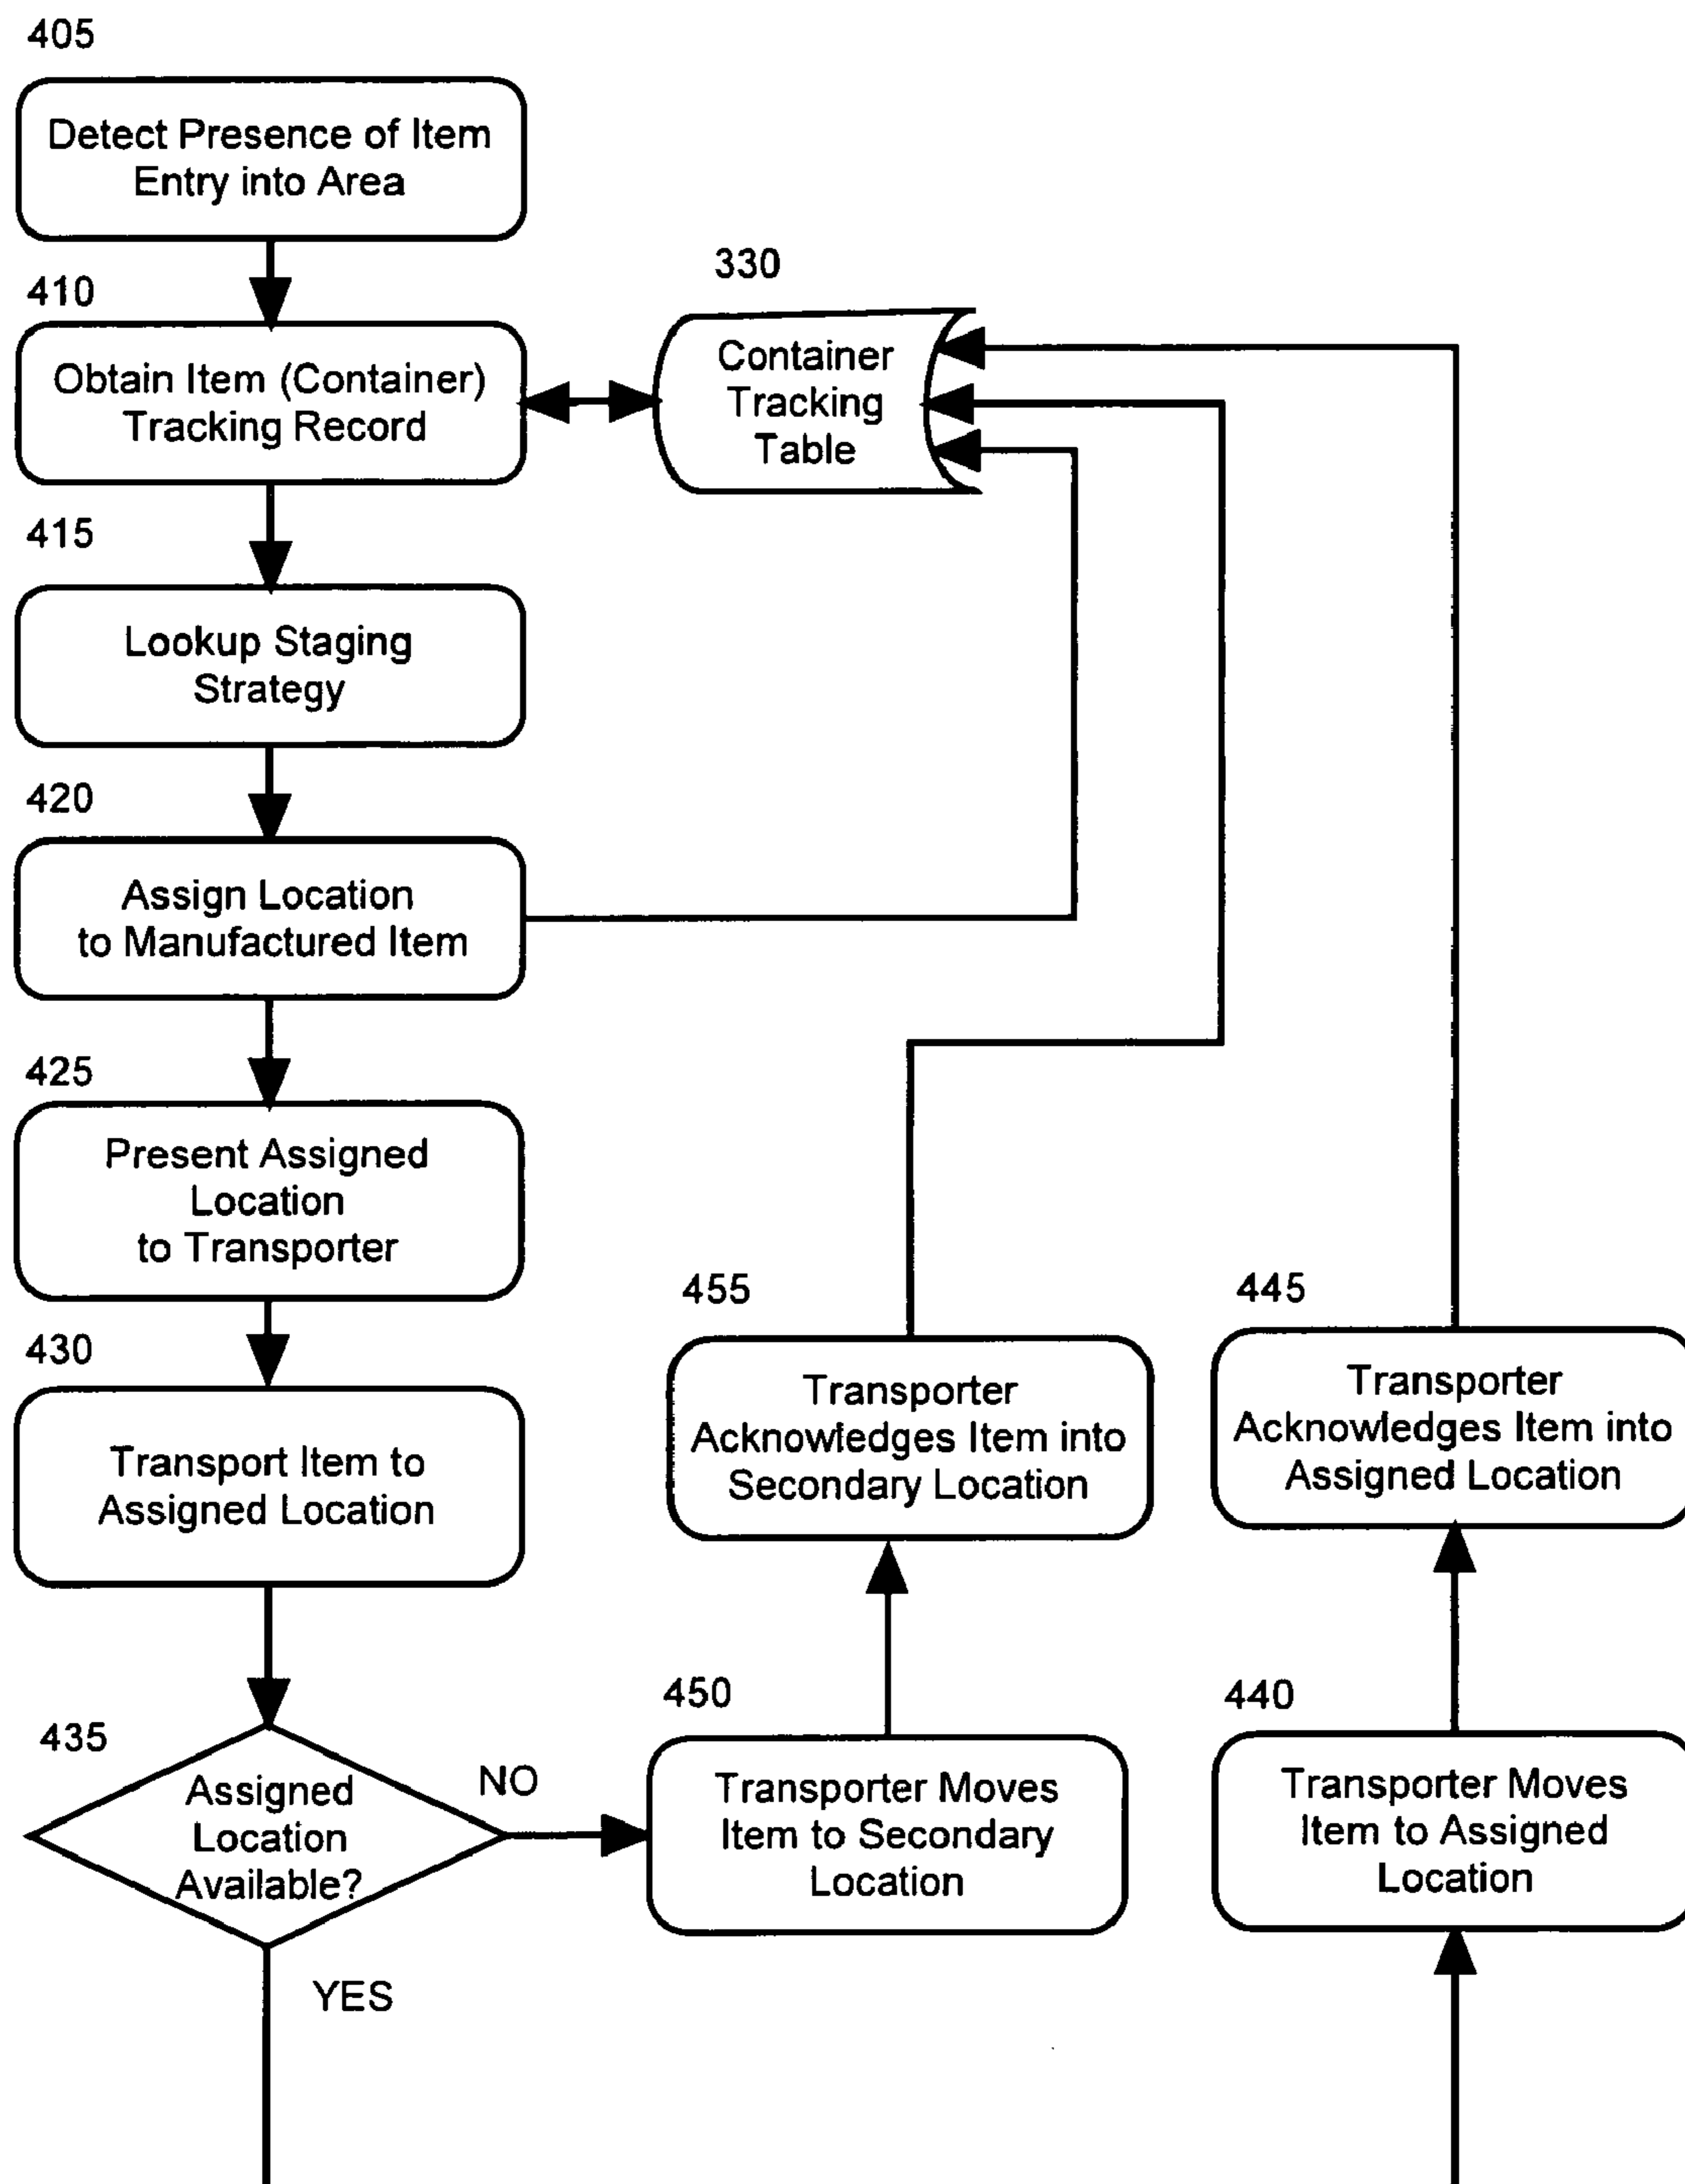 405
Detect Presence of Item
Entry into Area
410
Obtain Item (Container)
Tracking Record
330
Container
Tracking
Table
415
Lookup Staging
Strategy
420
Assign Location
to Manufactured Item
425
Present Assigned
Location
to Transporter
430
Transport Item to
Assigned Location
435
Assigned
Location
Available?
NO
YES
450
Transporter Moves
Item to Secondary
Location
455
Transporter
Acknowledges Item into
Secondary Location
440
Transporter Moves
Item to Assigned
Location
445
Transporter
Acknowledges Item into
Assigned Location